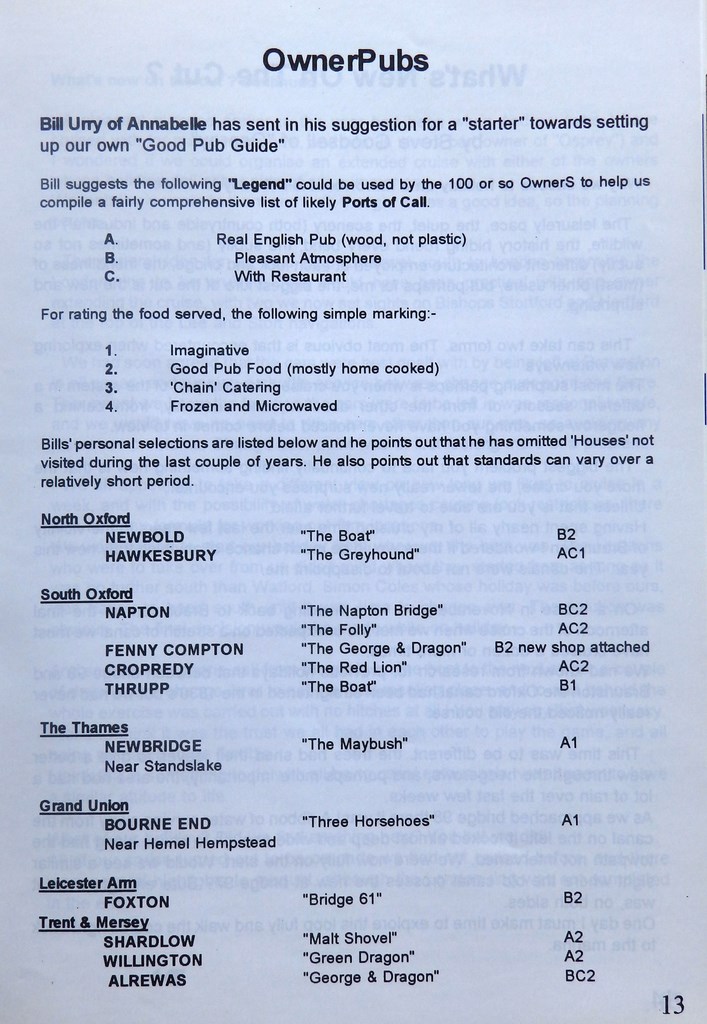 OwnerPubs
Bill Urry of Annabelle has sent in his suggestion for a "starter" towards setting
up our own "Good Pub Guide"
Bill suggests the following "Legend" could be used by the 100 or so OwnerS to help us
compile a fairly comprehensive list of likely Ports of Call.
A. Real English Pub (wood, not plastic)
B. Pleasant Atmosphere
C. With Restaurant
For rating the food served, the following simple marking:-
1. Imaginative
2. Good Pub Food (mostly home cooked)
3. 'Chain' Catering
4. Frozen and Microwaved
Bills' personal selections are listed below and he points out that he has omitted 'Houses' not
visited during the last couple of years. He also points out that standards can vary over a
relatively short period.
North Oxford
NEWBOLD "The Boat" B2
HAWKESBURY "The Greyhound" AC1
South Oxford
NAPTON "The Napton Bridge" BC2
"The Folly" AC2
FENNY COMPTON "The George & Dragon" B2 new shop attached
CROPREDY "The Red Lion" AC2
THRUPP "The Boat" B1
The Thames
NEWBRIDGE "The Maybush" A1
Near Standslake
Grand Union
BOURNE END "Three Horsehoes" A1
Near Hemel Hempstead
Leicester Arm
FOXTON "Bridge 61" B2
Trent & Mersey
SHARDLOW "Malt Shovel" A2
WILLINGTON "Green Dragon" A2
ALREWAS "George & Dragon" BC2
13